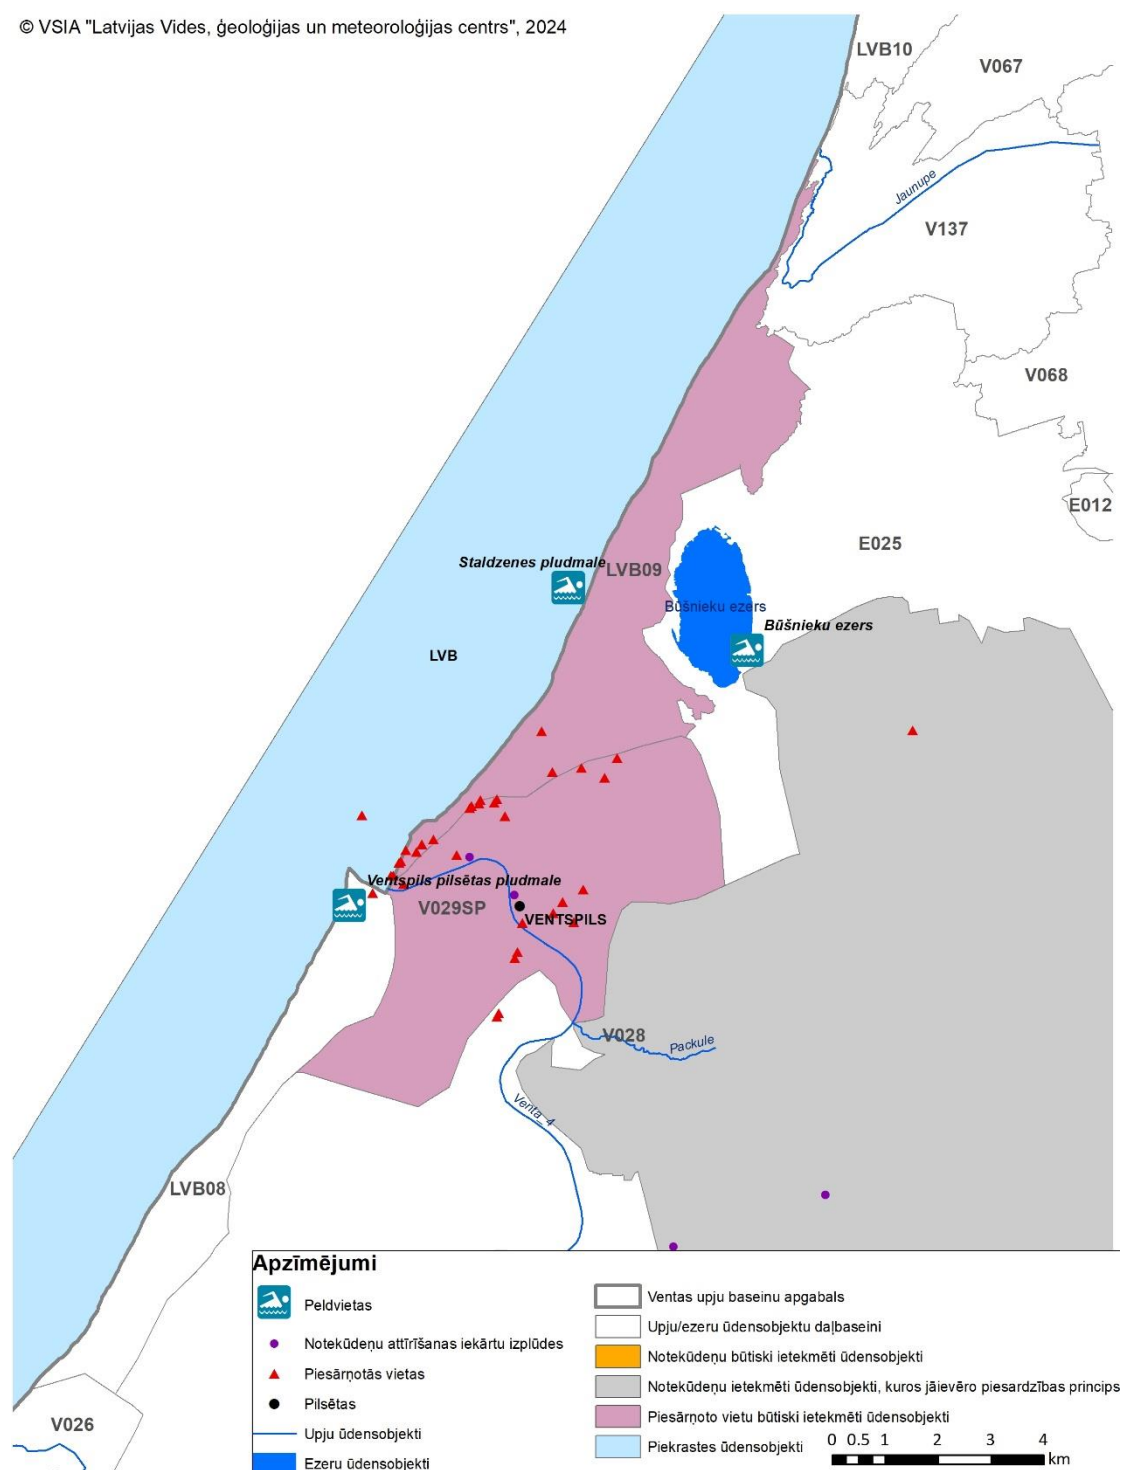 © VSIA "Latvijas Vides, ģeoloģijas un meteoroloģijas centrs", 2024
LVB10
V067
Jaunupe
V137
V068
E012
E025
Staldzenes pludmale
LVB09
Būšnieku ezers
Būšnieku ezers
LVB
Ventspils pilsētas pludmale
V029SP
VENTSPILS
V028
Packule
Venta_4
LVB08
V026
Apzīmējumi
Peldvietas
Notekūdeņu attīrīšanas iekārtu izplūdes
Piesārņotās vietas
Pilsētas
Upju ūdensobjekti
Ezeru ūdensobjekti
Ventas upju baseinu apgabals
Upju/ezeru ūdensobjektu daļbaseini
Notekūdeņu būtiski ietekmēti ūdensobjekti
Notekūdeņu ietekmēti ūdensobjekti, kuros jāievēro piesardzības princips
Piesārņoto vietu būtiski ietekmēti ūdensobjekti
Piekrastes ūdensobjekti
0 0.5 1 2 3 4
km